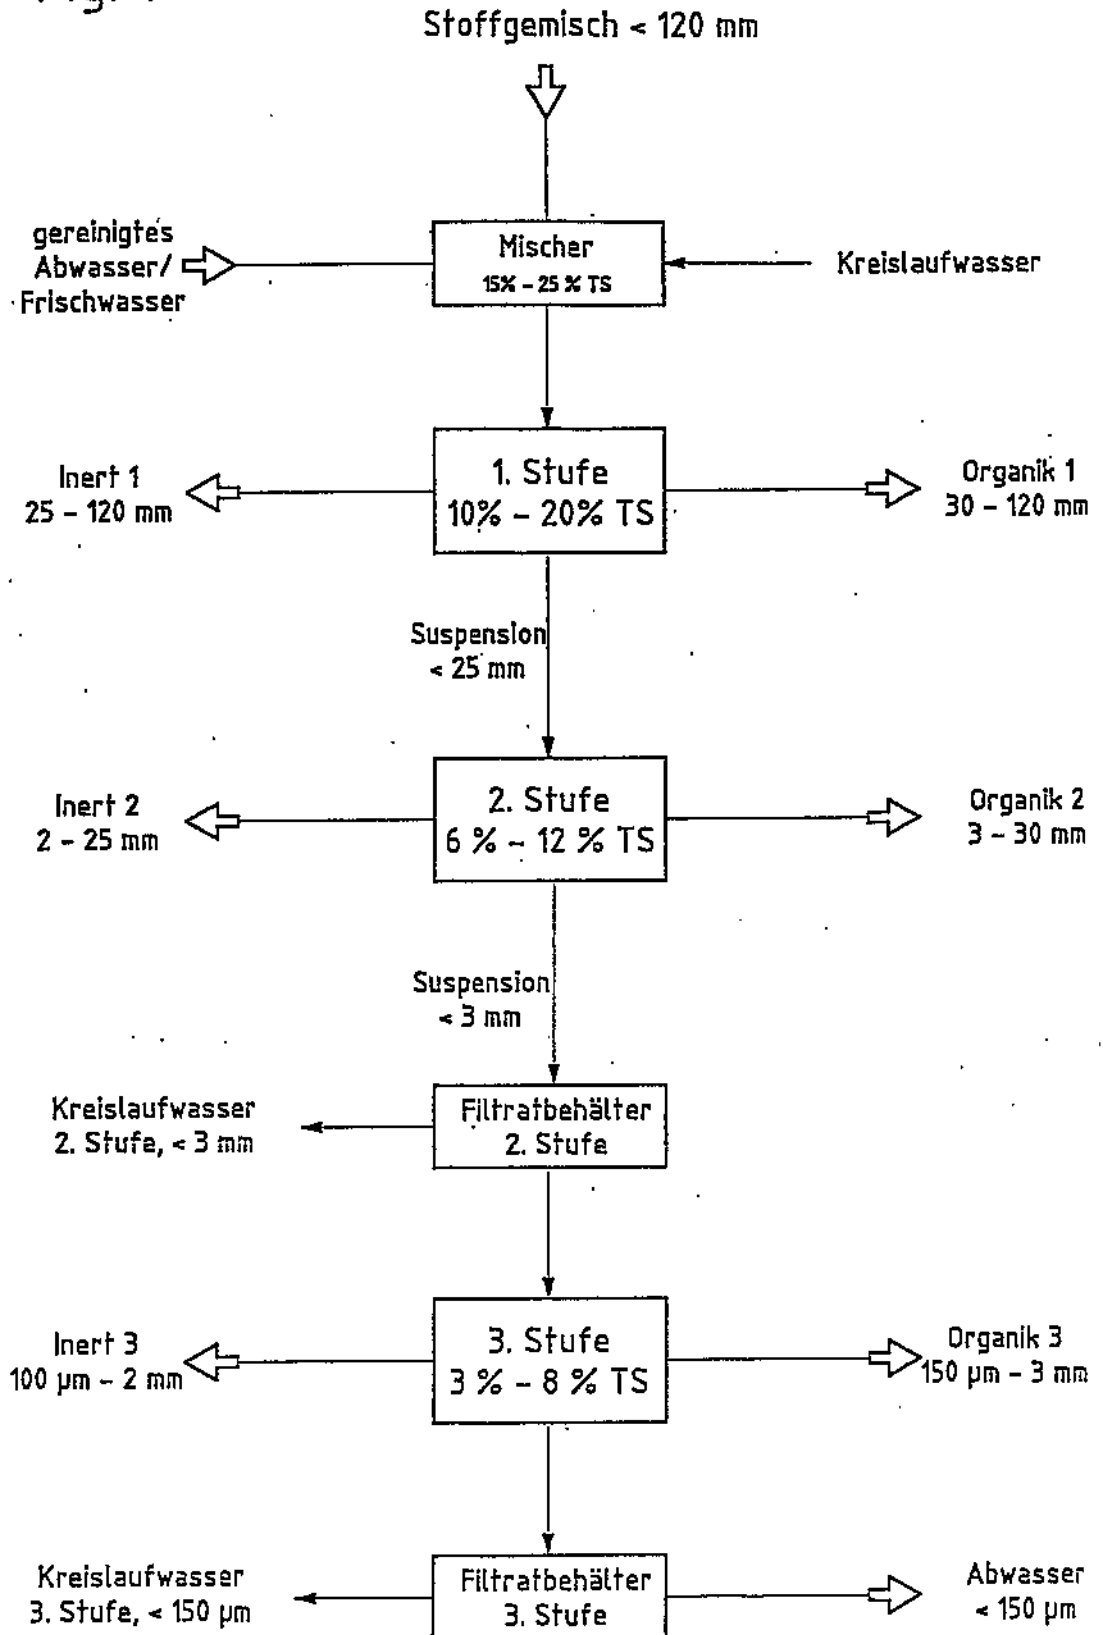 Stoffgemisch < 120 mm
gereinigtes
Abwasser/
Frischwasser
Mischer
15% - 25 % TS
Kreislaufwasser
Inert 1
25 - 120 mm
1. Stufe
10% - 20% TS
Organik 1
30 - 120 mm
Suspension
< 25 mm
Inert 2
2 - 25 mm
2. Stufe
6 % - 12 % TS
Organik 2
3 - 30 mm
Suspension
< 3 mm
Kreislaufwasser
2. Stufe, < 3 mm
Filtratbehälter
2. Stufe
Inert 3
100 µm - 2 mm
3. Stufe
3 % - 8 % TS
Organik 3
150 µm - 3 mm
Kreislaufwasser
3. Stufe, < 150 µm
Filtratbehälter
3. Stufe
Abwasser
< 150 µm